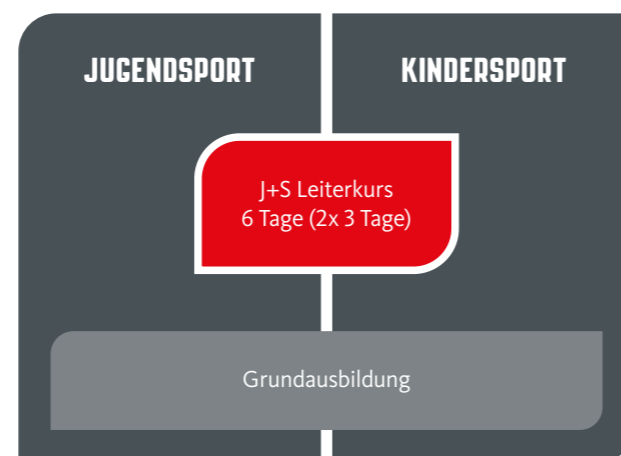 JUGENDSPORT
KINDERSPORT
J+S Leiterkurs
6 Tage (2x 3 Tage)
Grundausbildung